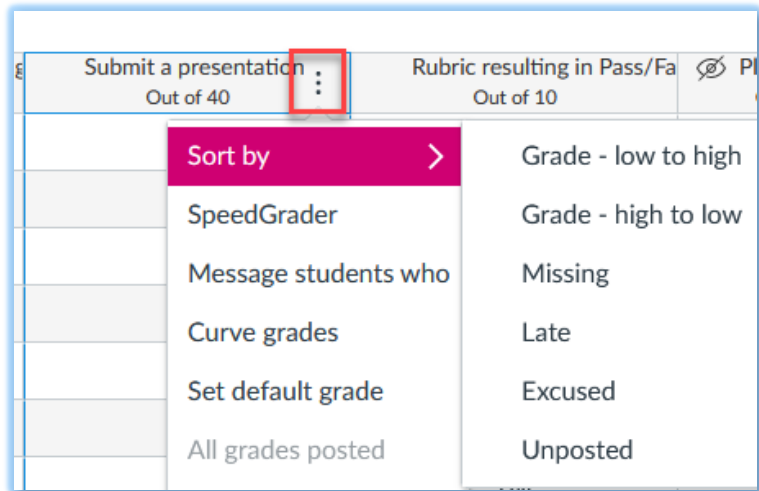 Submit a presentation
Out of 40
Rubric resulting in Pass/Fa
Out of 10
Pl
Sort by
SpeedGrader
Message students who
Curve grades
Set default grade
All grades posted
Grade - low to high
Grade - high to low
Missing
Late
Excused
Unposted